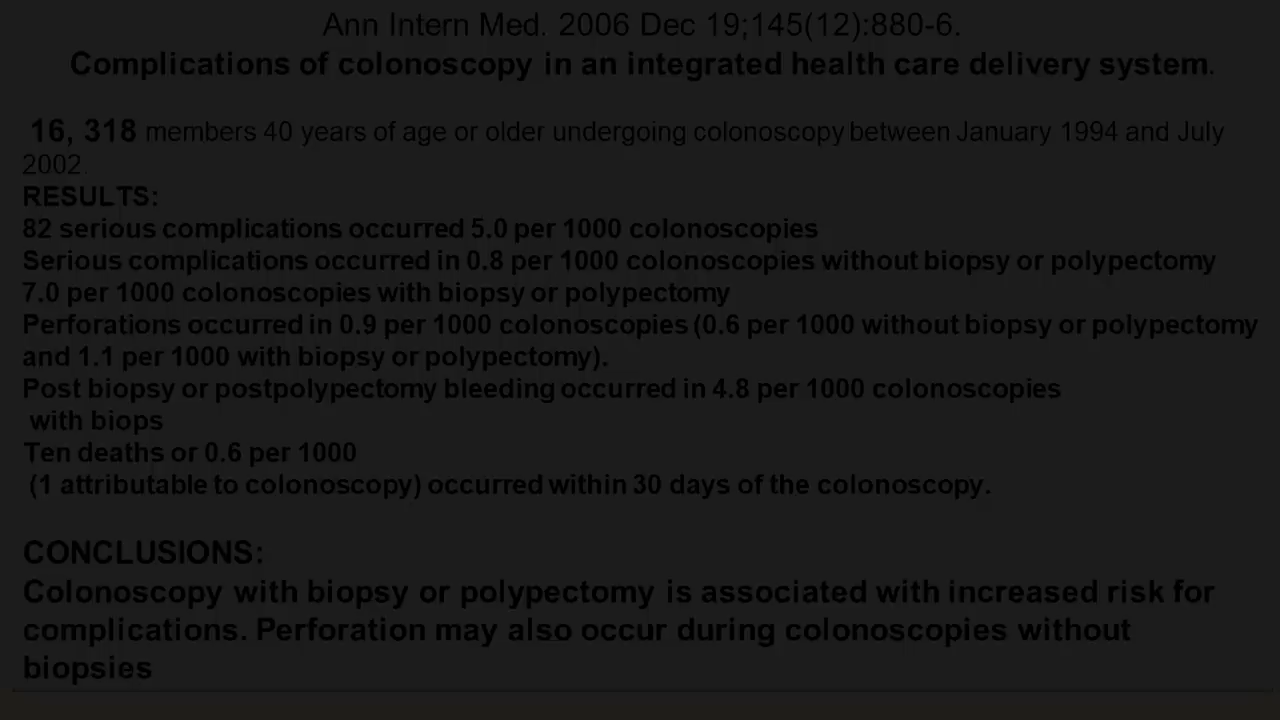 Ann Intern Med. 2006 Dec 19;145(12):880-6.
Complications of colonoscopy in an integrated health care delivery system.
16, 318 members 40 years of age or older undergoing colonoscopy between January 1994 and July
2002.
RESULTS:
82 serious complications occurred 5.0 per 1000 colonoscopies
Serious complications occurred in 0.8 per 1000 colonoscopies without biopsy or polypectomy
7.0 per 1000 colonoscopies with biopsy or polypectomy
Perforations occurred in 0.9 per 1000 colonoscopies (0.6 per 1000 without biopsy or polypectomy
and 1.1 per 1000 with biopsy or polypectomy).
Post biopsy or postpolypectomy bleeding occurred in 4.8 per 1000 colonoscopies
with biops
Ten deaths or 0.6 per 1000
(1 attributable to colonoscopy) occurred within 30 days of the colonoscopy.
CONCLUSIONS:
Colonoscopy with biopsy or polypectomy is associated with increased risk for
complications. Perforation may also occur during colonoscopies without
biopsies